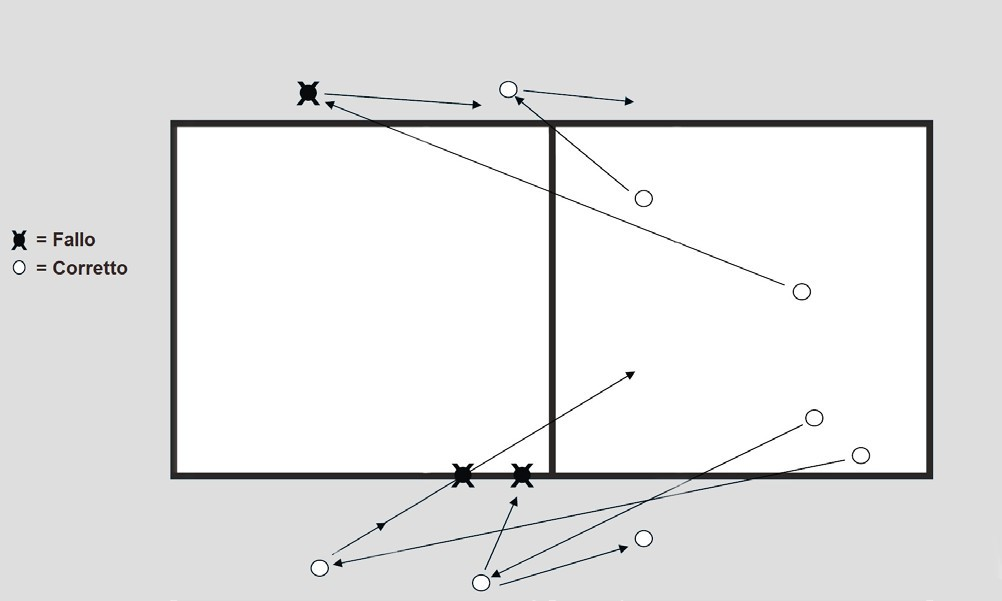 = Fallo
= Corretto